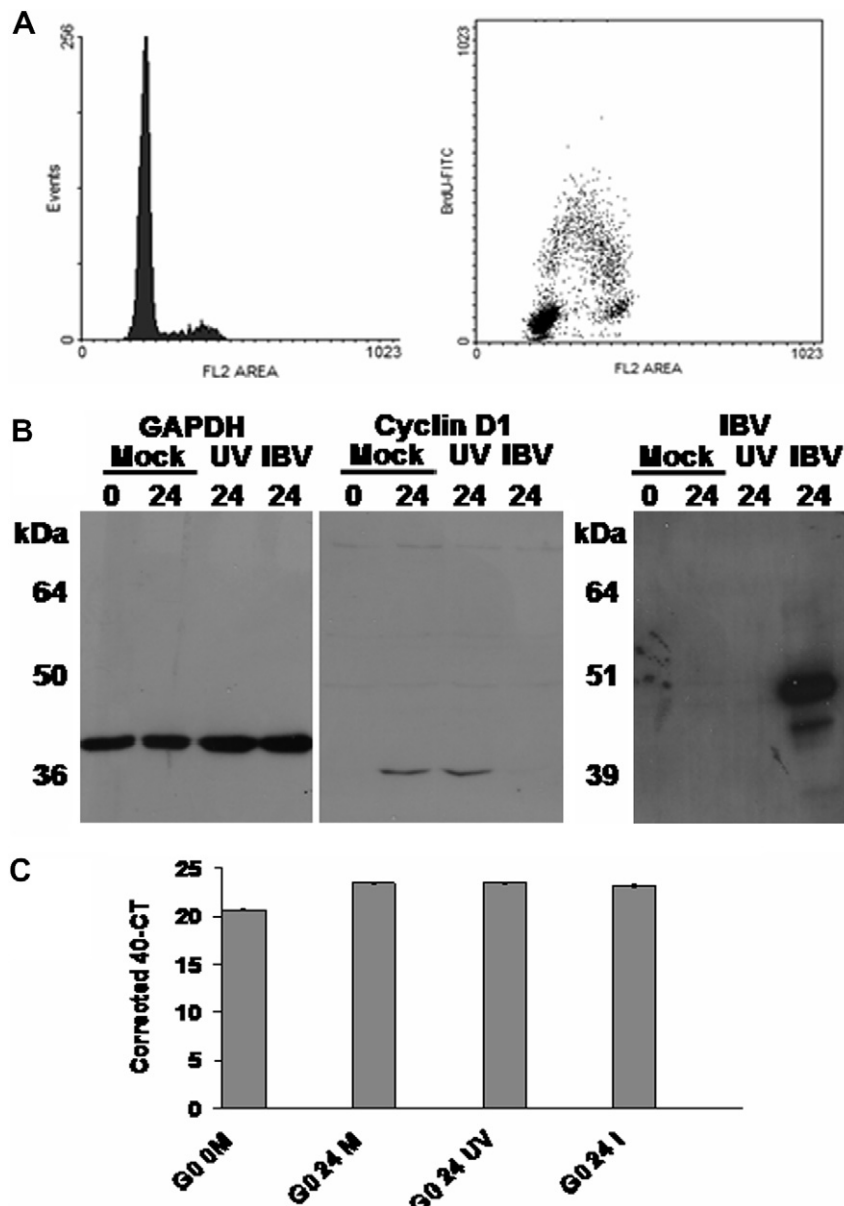 A
256
Events
0
0
1023
FL2 AREA
1023
BrdU-FITC
0
0
1023
FL2 AREA
B
GAPDH
Mock UV IBV
0 24 24 24
Cyclin D1
Mock UV IBV
0 24 24 24
IBV
Mock UV IBV
0 24 24 24
kDa
64
50
36
kDa
64
51
39
C
Corrected 40-CT
25
20
15
10
5
0
G0 0M
G0 24 M
G0 24 UV
G0 24 I